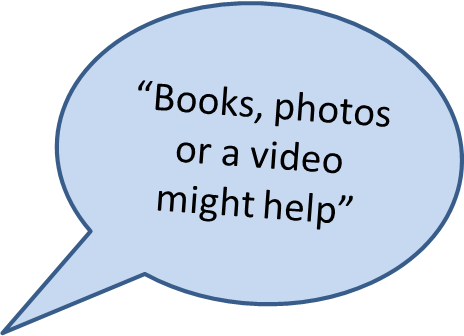 “Books, photos
or a video
might help”